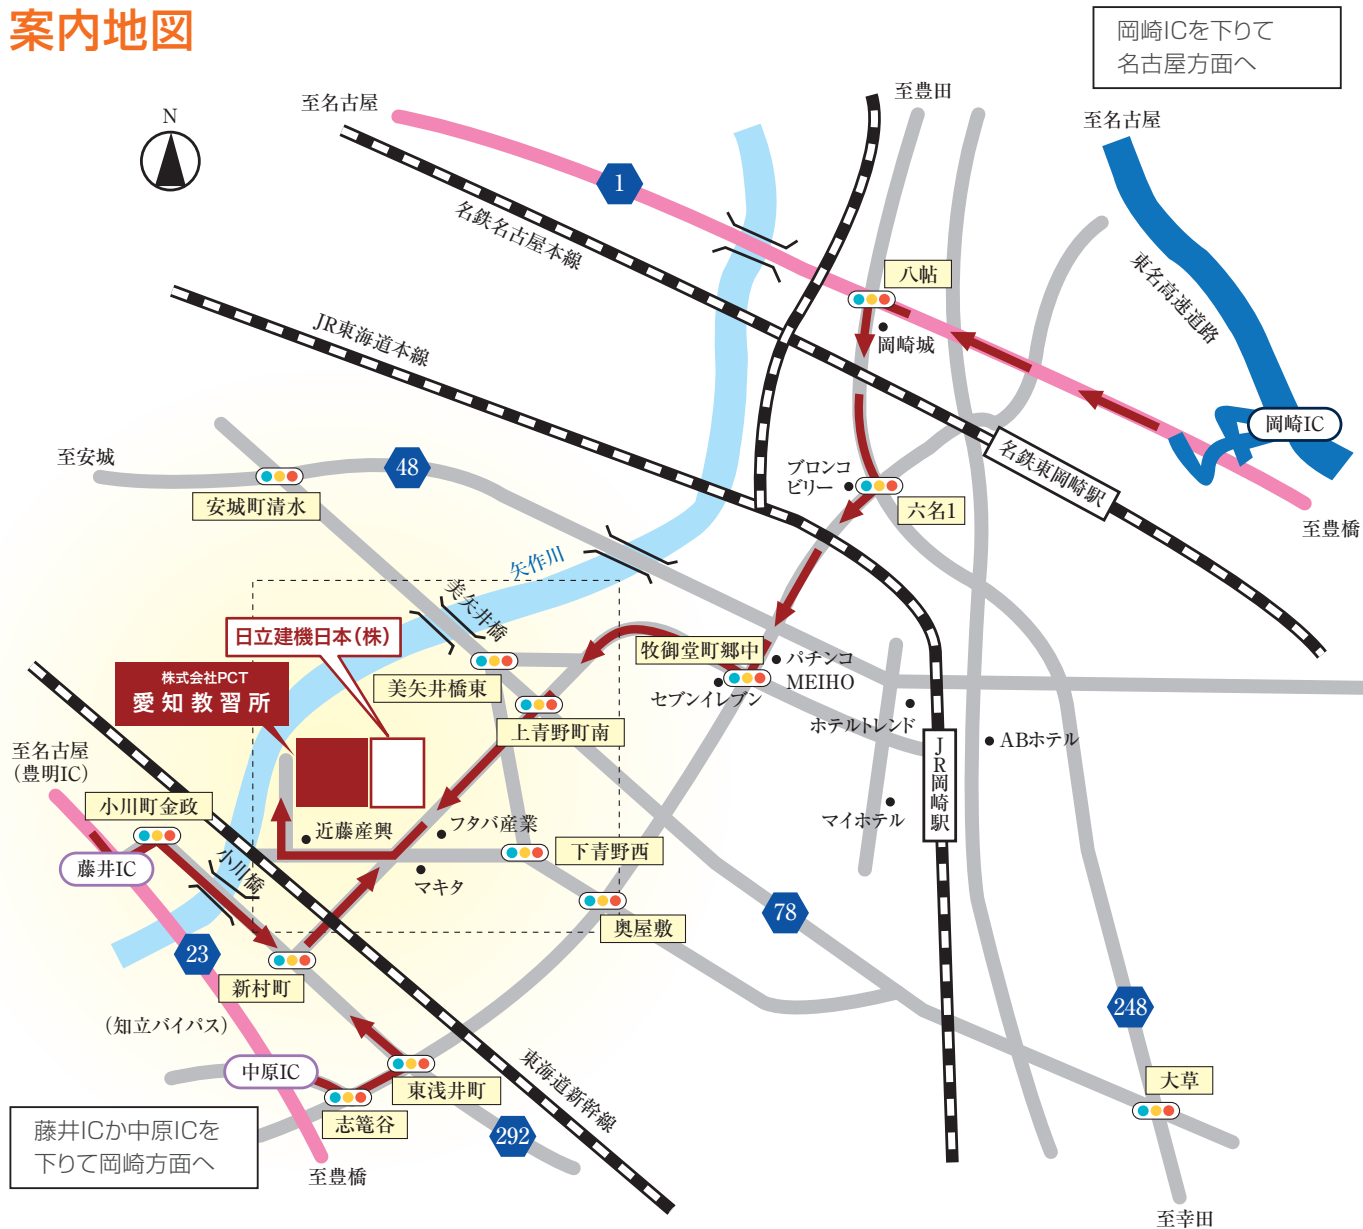 案内地図
岡崎ICを下りて
名古屋方面へ
至名古屋
至豊田
至名古屋
N
1
名鉄名古屋本線
東名高速道路
八帖
岡崎城
JR東海道本線
岡崎IC
至安城
48
安城町清水
ブロンコ
ビリー
六名1
名鉄東岡崎駅
至豊橋
矢作川
美矢井橋
日立建機日本(株)
株式会社PCT
愛知教習所
美矢井橋東
上青野町南
牧御堂町郷中
セブンイレブン
パチンコ
MEIHO
ホテルトレンド
ABホテル
JR岡崎駅
マイホテル
至名古屋
(豊明IC)
小川町金政
藤井IC
小川橋
近藤産興
フタバ産業
マキタ
下青野西
奥屋敷
78
23
新村町
(知立バイパス)
中原IC
東浅井町
志篭谷
東海道新幹線
292
248
大草
藤井ICか中原ICを
下りて岡崎方面へ
至豊橋
至幸田